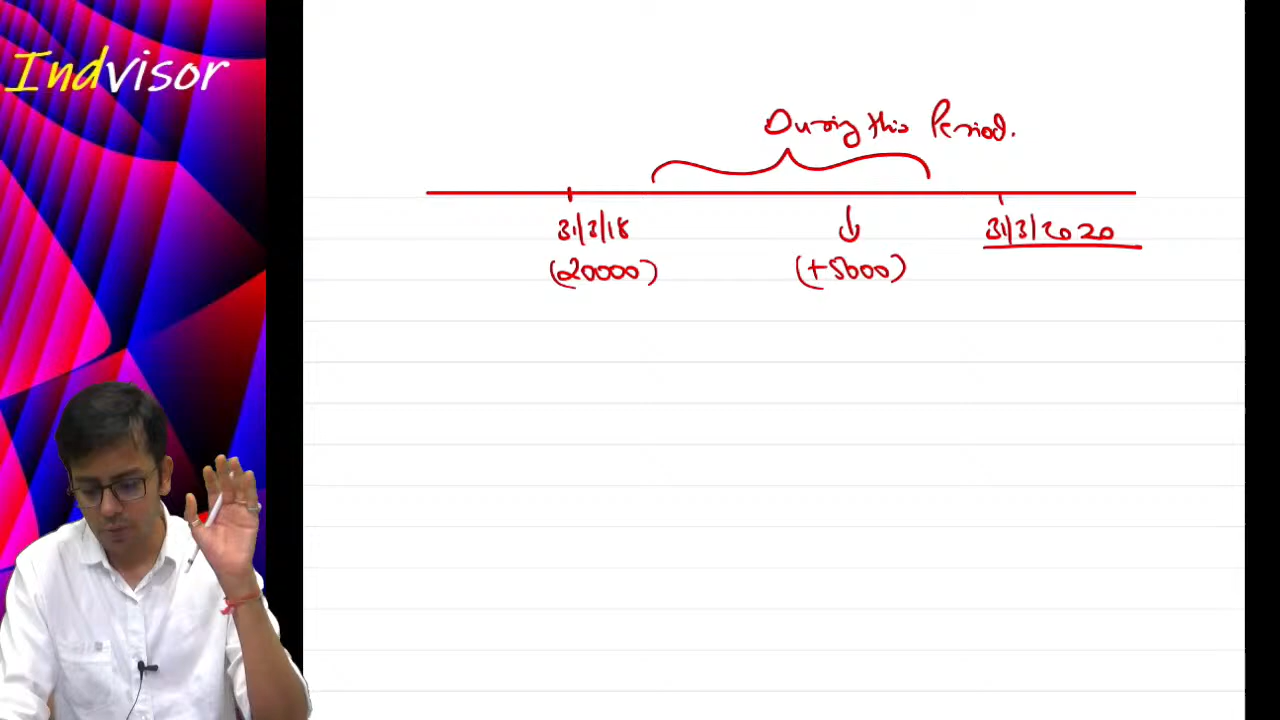 Indvisor
During this Period.
31/3/18
31/3/2020
(20000)
(+5000)